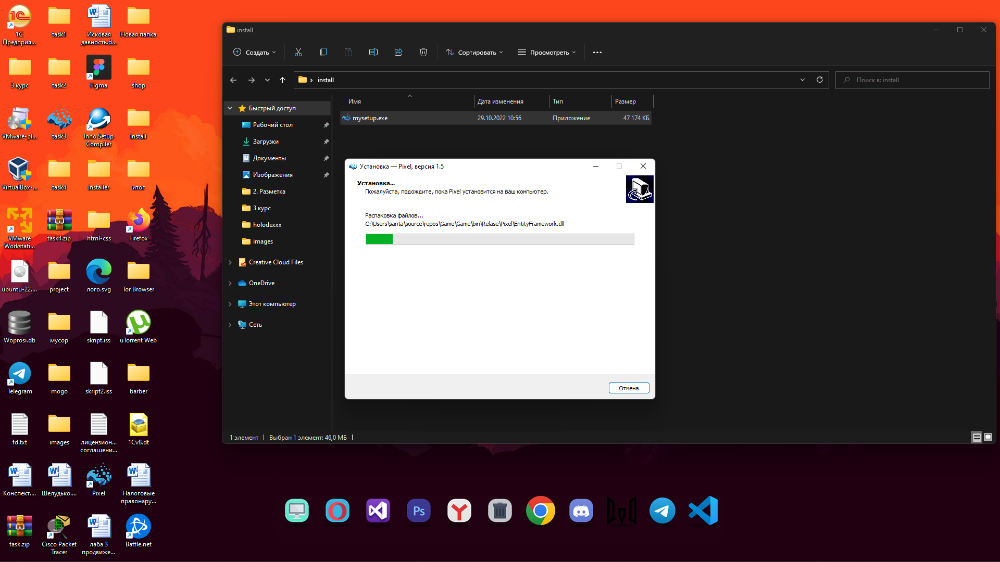 1С
Предприя...
task1
Исковая
давность.d...
Новая папка
3 курс
task2
Figma
shop
VMware-pl...
task3
Inno Setup
Compiler
install
VirtualBox-...
task4
installer
итог
VMware
Workstati...
task4.zip
html-css
Firefox
ubuntu-22....
project
лого.svg
Tor Browser
Woprosi.db
мусор
skript.iss
uTorrent Web
Telegram
mogo
skript2.iss
barber
fd.txt
images
лицензион...
соглашени...
1Cv8.dt
Конспект....
Шелудько....
Pixel
Налоговые
правонару...
task.zip
Cisco Packet
Tracer
лаба 3
продвиже...
Battle.net
install
Создать
Сортировать
Просмотреть
install
Поиск в: install
Быстрый доступ
Рабочий стол
Загрузки
Документы
Изображения
2. Разметка
3 курс
holodexxx
images
Creative Cloud Files
OneDrive
Этот компьютер
Сеть
Имя Дата изменения Тип Размер
mysetup.exe 29.10.2022 10:56 Приложение 47 174 КБ
Установка — Pixel, версия 1.5
Установка...
Пожалуйста, подождите, пока Pixel установится на ваш компьютер.
Распаковка файлов...
C:\Users\santa\source\repos\Game\Game\bin\Relase\Pixel\EntityFramework.dll
Отмена
1 элемент Выбран 1 элемент: 46,0 МБ
Ps